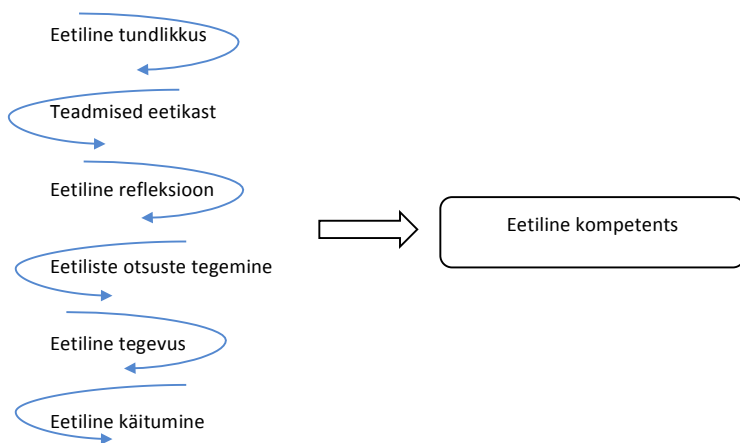 Eetiline tundlikkus
Teadmised eetikast
Eetiline refleksioon
Eetiline kompetents
Eetiliste otsuste tegemine
Eetiline tegevus
Eetiline käitumine